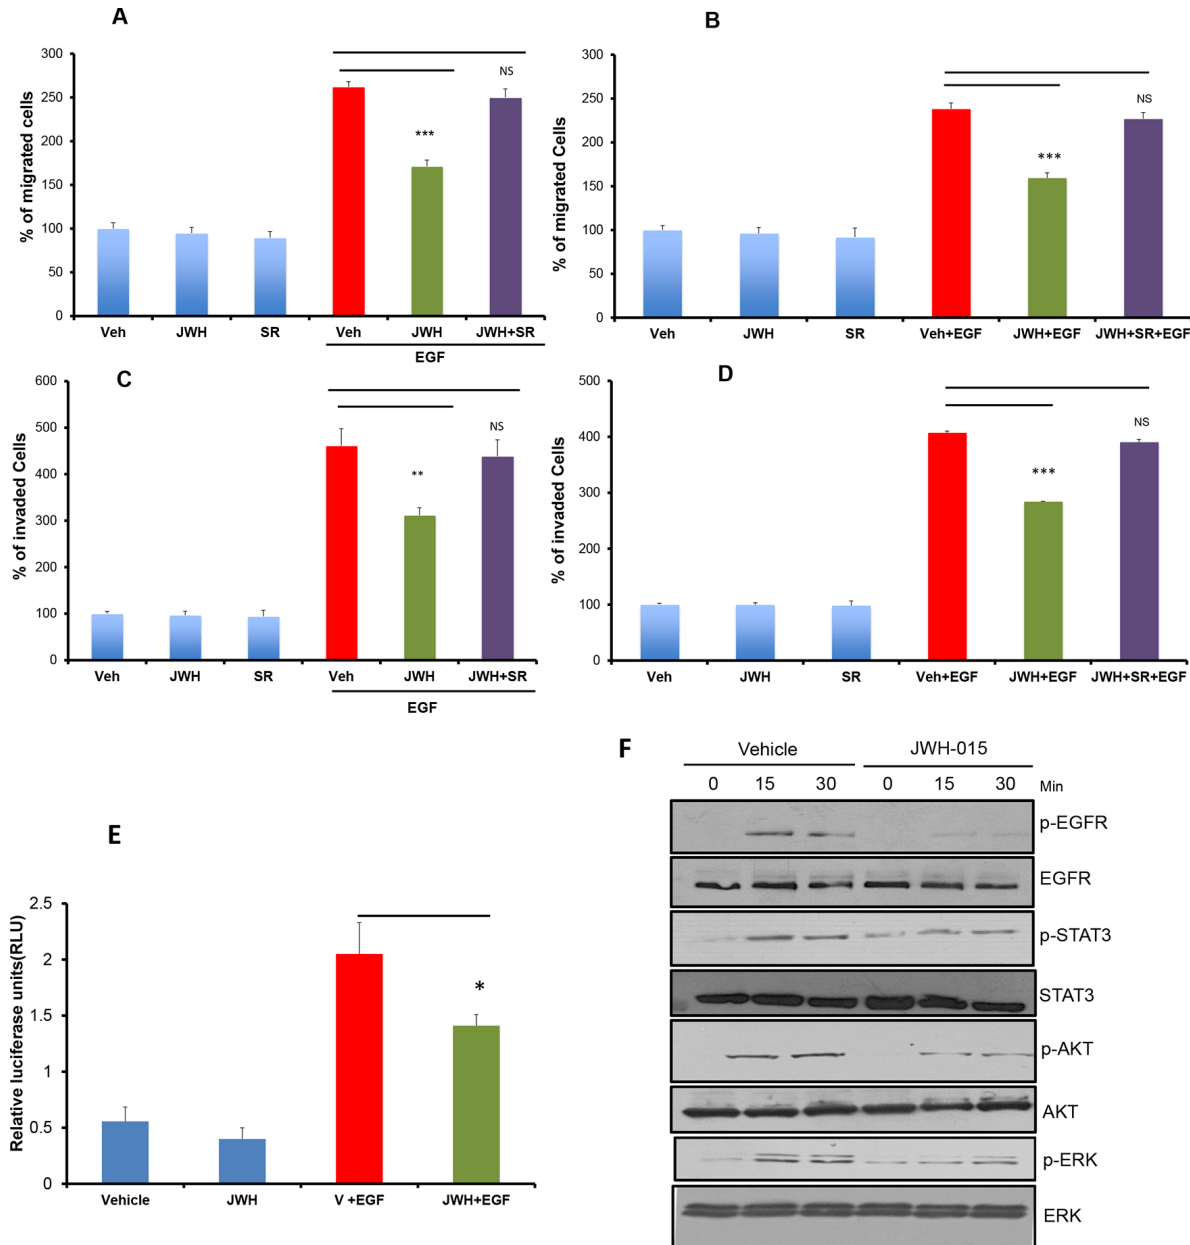 A
% of migrated cells
300
250
200
150
100
50
0
***
NS
Veh JWH SR Veh JWH JWH+SR
EGF
B
% of migrated Cells
300
250
200
150
100
50
0
***
NS
Veh JWH SR Veh+EGF JWH+EGF JWH+SR+EGF
C
% of invaded Cells
600
500
400
300
200
100
0
**
NS
Veh JWH SR Veh JWH JWH+SR
EGF
D
% of invaded Cells
500
400
300
200
100
0
***
NS
Veh JWH SR Veh+EGF JWH+EGF JWH+SR+EGF
E
Relative luciferase units(RLU)
2.5
2
1.5
1
0.5
0
*
Vehicle JWH V +EGF JWH+EGF
F
Vehicle JWH-015
0 15 30 0 15 30 Min
p-EGFR
EGFR
p-STAT3
STAT3
p-AKT
AKT
p-ERK
ERK